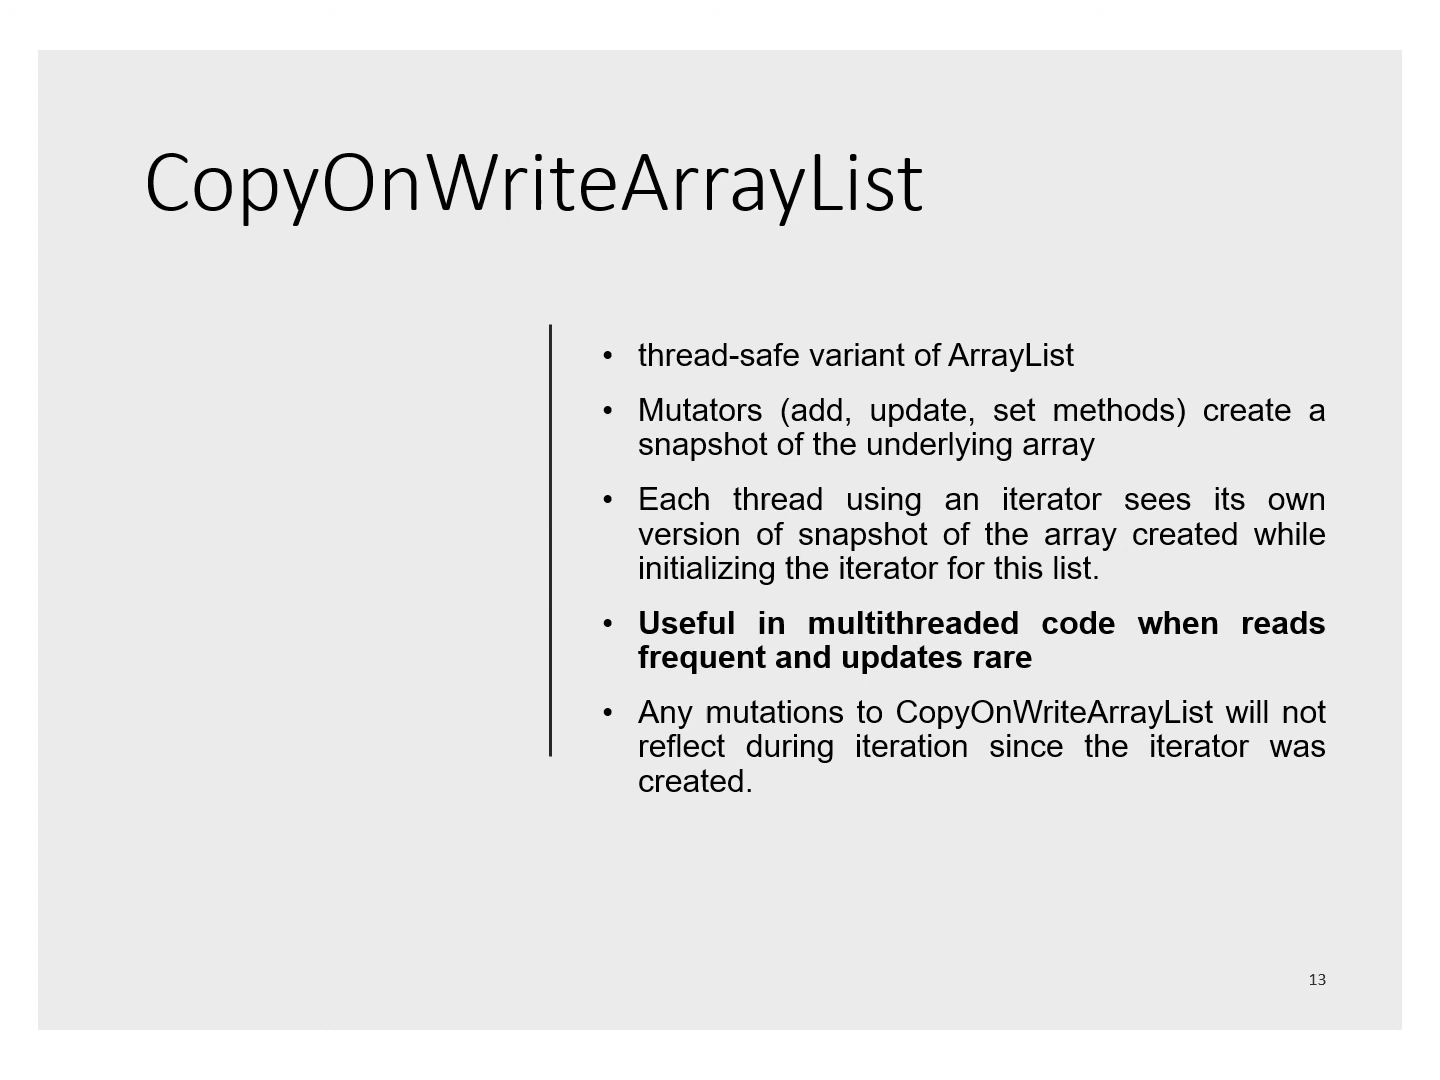 CopyOnWriteArrayList
• thread-safe variant of ArrayList
• Mutators (add, update, set methods) create a
snapshot of the underlying array
• Each thread using an iterator sees its own
version of snapshot of the array created while
initializing the iterator for this list.
• Useful in multithreaded code when reads
frequent and updates rare
• Any mutations to CopyOnWriteArrayList will not
reflect during iteration since the iterator was
created.
13